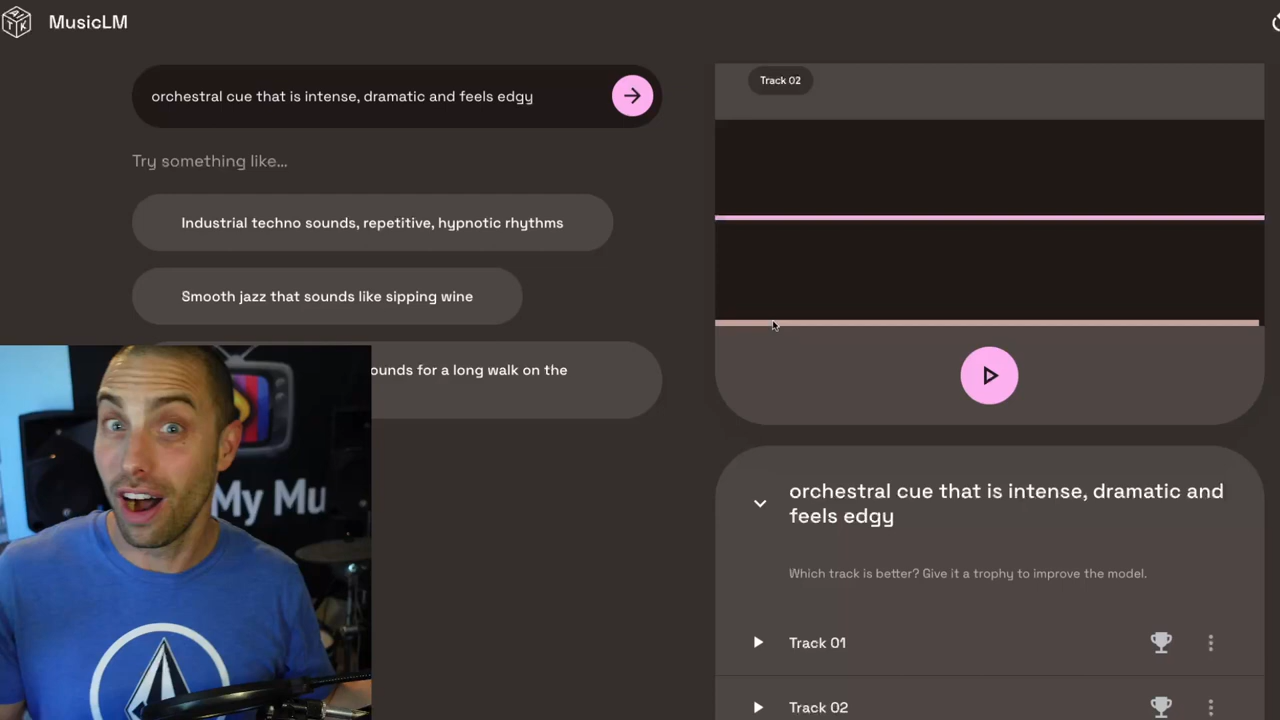 MusicLM
orchestral cue that is intense, dramatic and feels edgy
Try something like...
Industrial techno sounds, repetitive, hypnotic rhythms
Smooth jazz that sounds like sipping wine
ounds for a long walk on the
My Mu
Track 02
orchestral cue that is intense, dramatic and
feels edgy
Which track is better? Give it a trophy to improve the model.
Track 01
Track 02